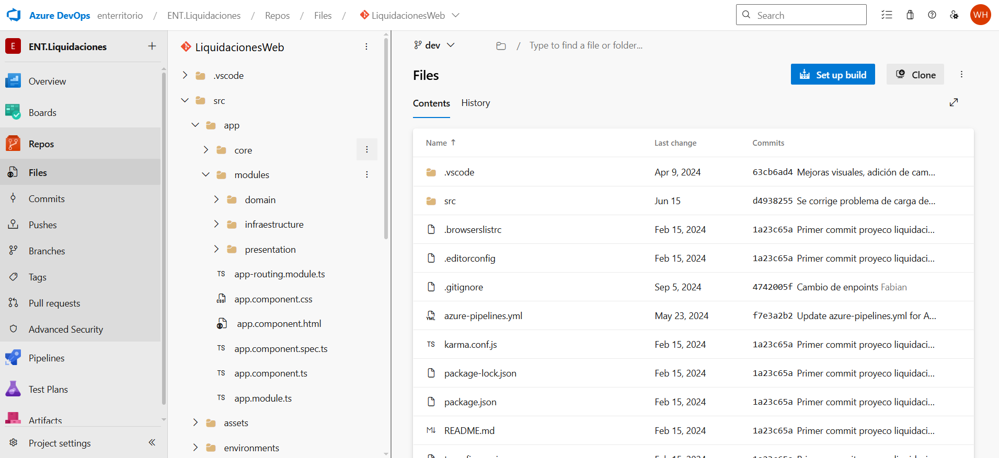 Azure DevOps enterritorio / ENT.Liquidaciones / Repos / Files / LiquidacionesWeb
Search
WH
E ENT.Liquidaciones
Overview
Boards
Repos
Files
Commits
Pushes
Branches
Tags
Pull requests
Advanced Security
Pipelines
Test Plans
Artifacts
Project settings
LiquidacionesWeb
.vscode
src
app
core
modules
domain
infraestructure
presentation
TS app-routing.module.ts
CSS app.component.css
app.component.html
TS app.component.spec.ts
TS app.component.ts
TS app.module.ts
assets
environments
dev / Type to find a file or folder...
Files
Set up build
Clone
Contents History
Name Last change Commits
.vscode Apr 9, 2024 63cb6ad4 Mejoras visuales, adición de cam...
src Jun 15 d4938255 Se corrige problema de carga de...
.browserslistrc Feb 15, 2024 1a23c65a Primer commit proyeco liquidaci...
.editorconfig Feb 15, 2024 1a23c65a Primer commit proyeco liquidaci...
.gitignore Sep 5, 2024 4742005f Cambio de enpoints Fabian
YML azure-pipelines.yml May 23, 2024 f7e3a2b2 Update azure-pipelines.yml for A...
TS karma.conf.js Feb 15, 2024 1a23c65a Primer commit proyeco liquidaci...
package-lock.json Feb 15, 2024 1a23c65a Primer commit proyeco liquidaci...
package.json Feb 15, 2024 1a23c65a Primer commit proyeco liquidaci...
M↓ README.md Feb 15, 2024 1a23c65a Primer commit proyeco liquidaci...